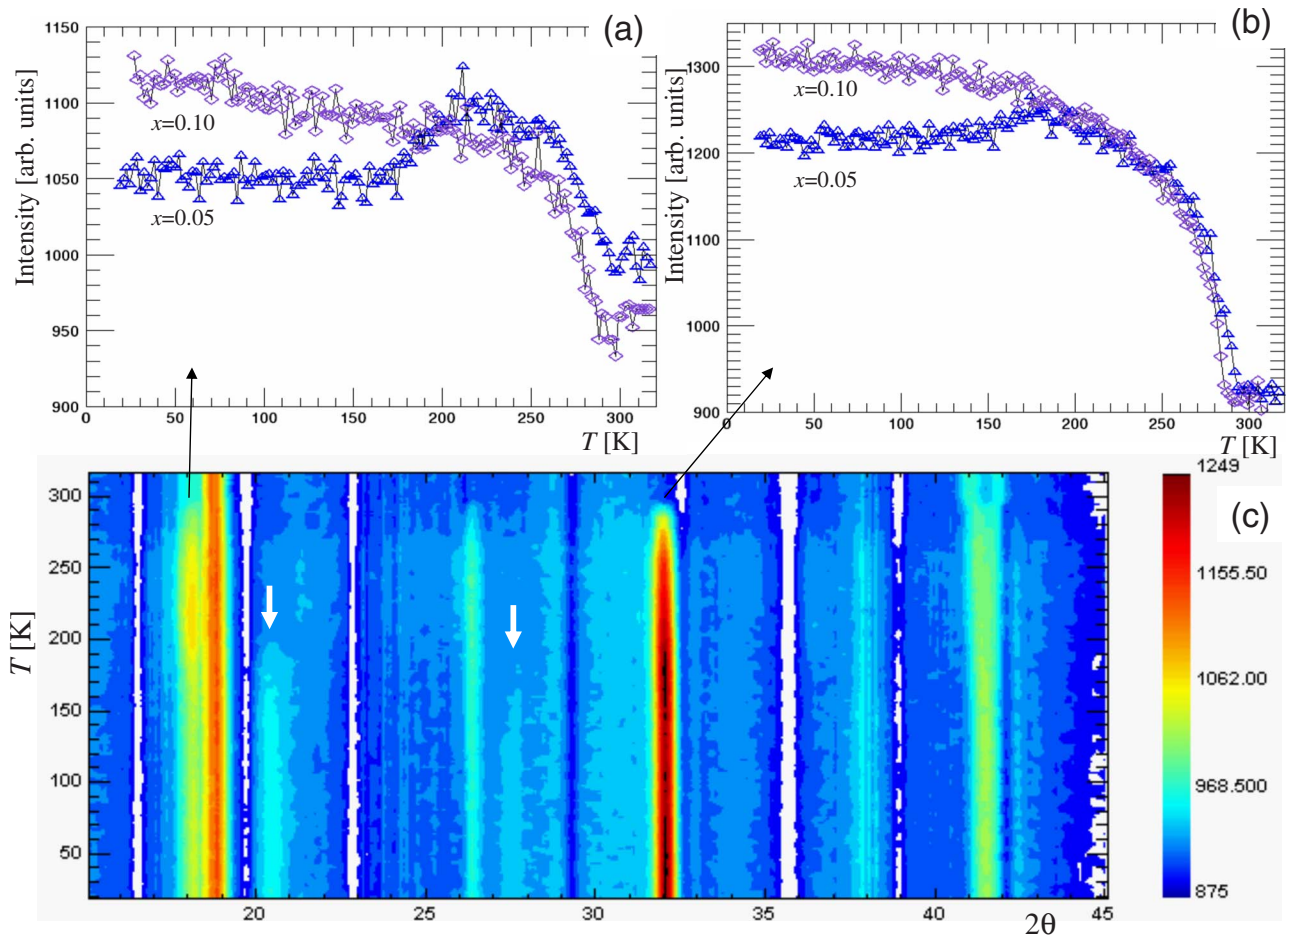 (a)
1150
1100
1050
1000
950
900
Intensity [arb. units]
x=0.10
x=0.05
0 50 100 150 200 250 300
T [K]
(b)
1300
1200
1100
1000
900
Intensity [arb. units]
x=0.10
x=0.05
0 50 100 150 200 250 300
T [K]
(c)
300
250
200
150
100
50
T [K]
20 25 30 35 40 45
2θ
1249
1155.50
1062.00
968.500
875